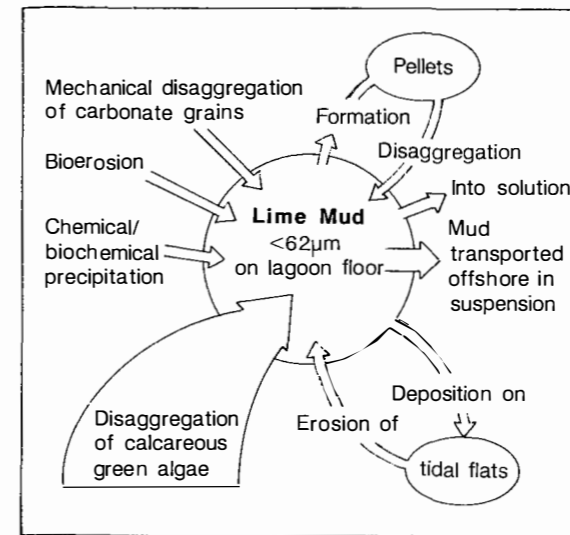 Pellets
Mechanical disaggregation
of carbonate grains
Formation
Disaggregation
Bioerosion
Into solution
Lime Mud
<62μm
on lagoon floor
Chemical/
biochemical
precipitation
Mud
transported
offshore in
suspension
Disaggregation
of calcareous
green algae
Erosion of
Deposition on
tidal flats